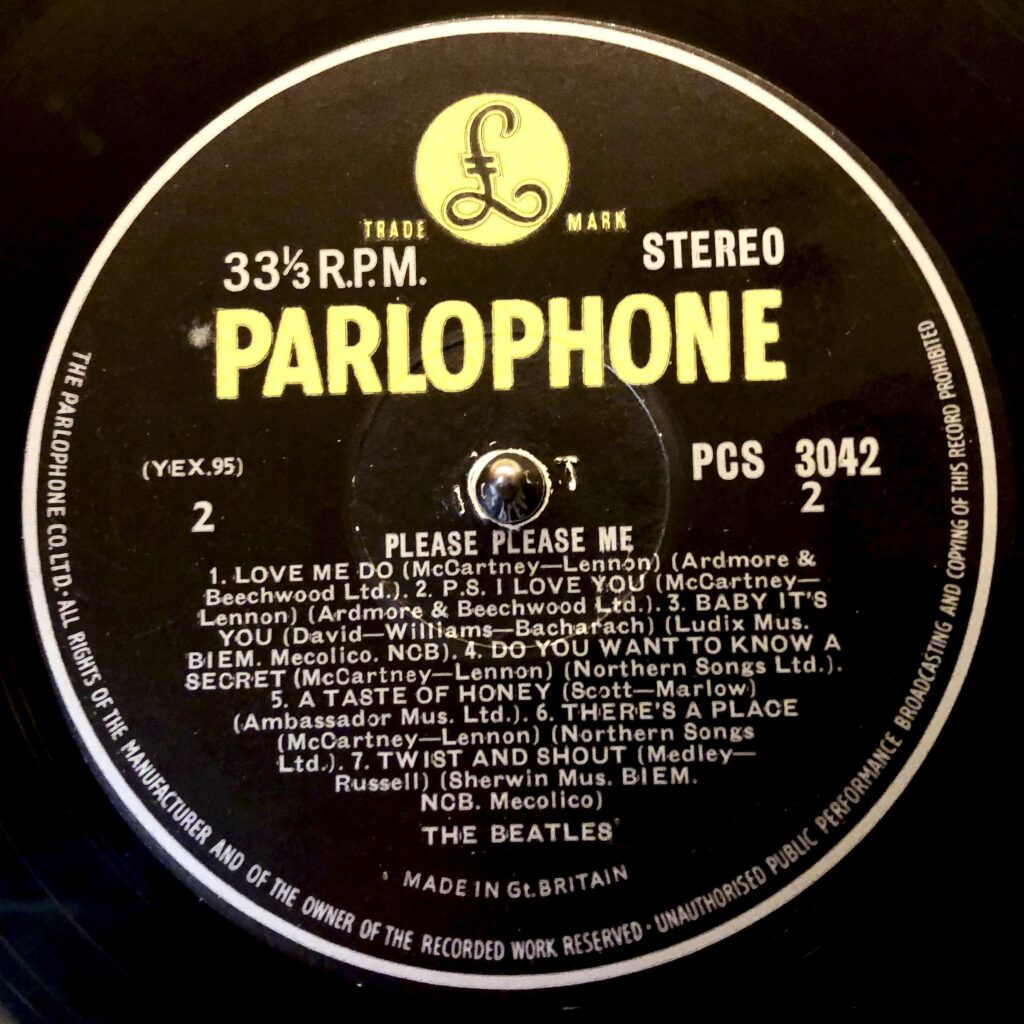 £
TRADE MARK
33⅓ R.P.M. STEREO
PARLOPHONE
(YEX.95) PCS 3042
2 2
T
PLEASE PLEASE ME
1. LOVE ME DO (McCartney—Lennon) (Ardmore &
Beechwood Ltd.). 2. P.S. I LOVE YOU (McCartney—
Lennon) (Ardmore & Beechwood Ltd.). 3. BABY IT'S
YOU (David—Williams—Bacharach) (Ludix Mus.
BIEM. Mecolico. NCB). 4. DO YOU WANT TO KNOW A
SECRET (McCartney—Lennon) (Northern Songs Ltd.).
5. A TASTE OF HONEY (Scott—Marlow)
(Ambassador Mus. Ltd.). 6. THERE'S A PLACE
(McCartney—Lennon) (Northern Songs
Ltd.). 7. TWIST AND SHOUT (Medley—
Russell) (Sherwin Mus. BIEM.
NCB. Mecolico)
THE BEATLES
MADE IN Gt. BRITAIN
THE PARLOPHONE CO. LTD. · ALL RIGHTS OF THE MANUFACTURER AND OF THE OWNER OF THE RECORDED WORK RESERVED · UNAUTHORISED PUBLIC PERFORMANCE BROADCASTING AND COPYING OF THIS RECORD PROHIBITED